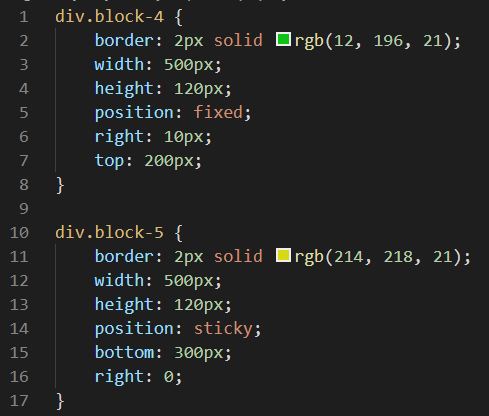 1 div.block-4 {
2 border: 2px solid rgb(12, 196, 21);
3 width: 500px;
4 height: 120px;
5 position: fixed;
6 right: 10px;
7 top: 200px;
8 }
9
10 div.block-5 {
11 border: 2px solid rgb(214, 218, 21);
12 width: 500px;
13 height: 120px;
14 position: sticky;
15 bottom: 300px;
16 right: 0;
17 }